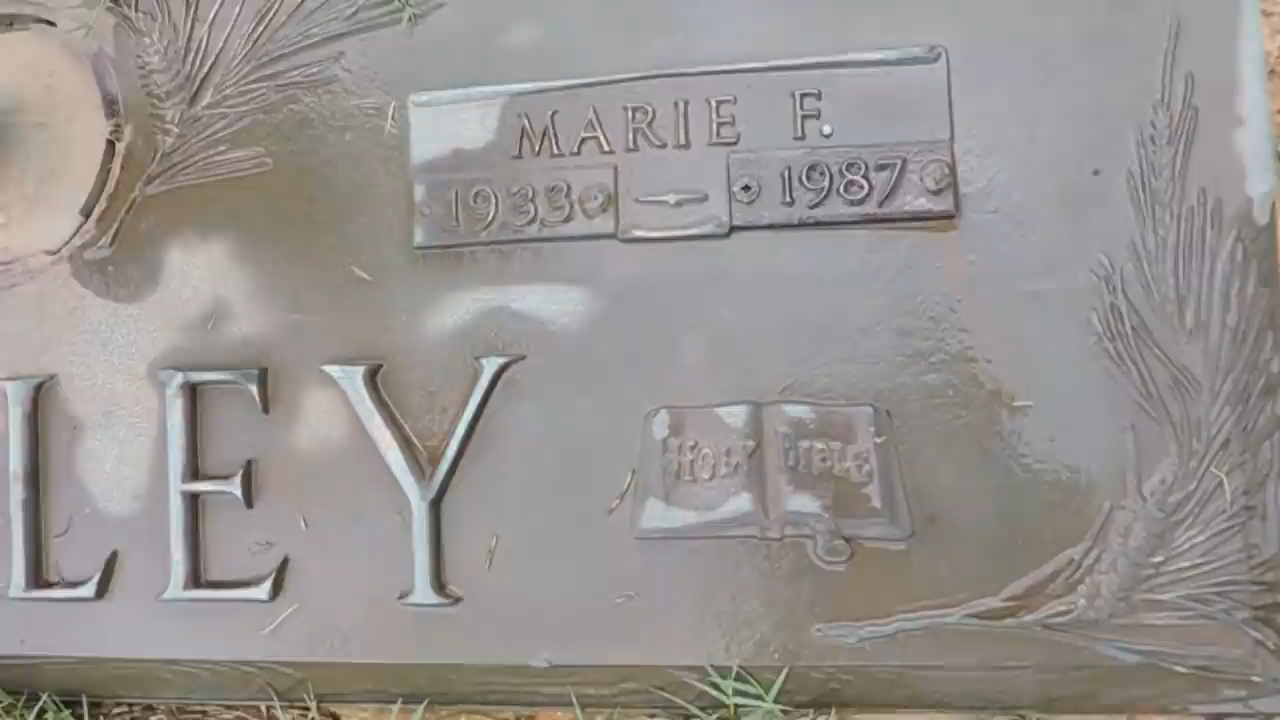 MARIE F.
1933 — 1987
LEY
HOLY BIBLE